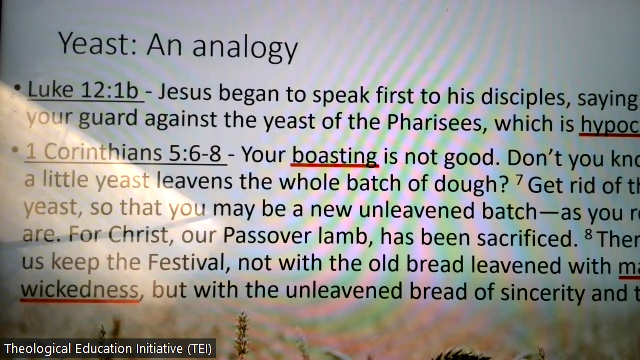 Yeast: An analogy
• Luke 12:1b - Jesus began to speak first to his disciples, saying
your guard against the yeast of the Pharisees, which is
• 1 Corinthians 5:6-8 - Your boasting is not good. Don’t you
a little yeast leavens the whole batch of dough? ⁷ Get rid of
yeast, so that you may be a new unleavened batch—as you
are. For Christ, our Passover lamb, has been sacrificed. ⁸
us keep the Festival, not with the old bread leavened with
wickedness, but with the unleavened bread of sincerity and
Theological Education Initiative (TEI)